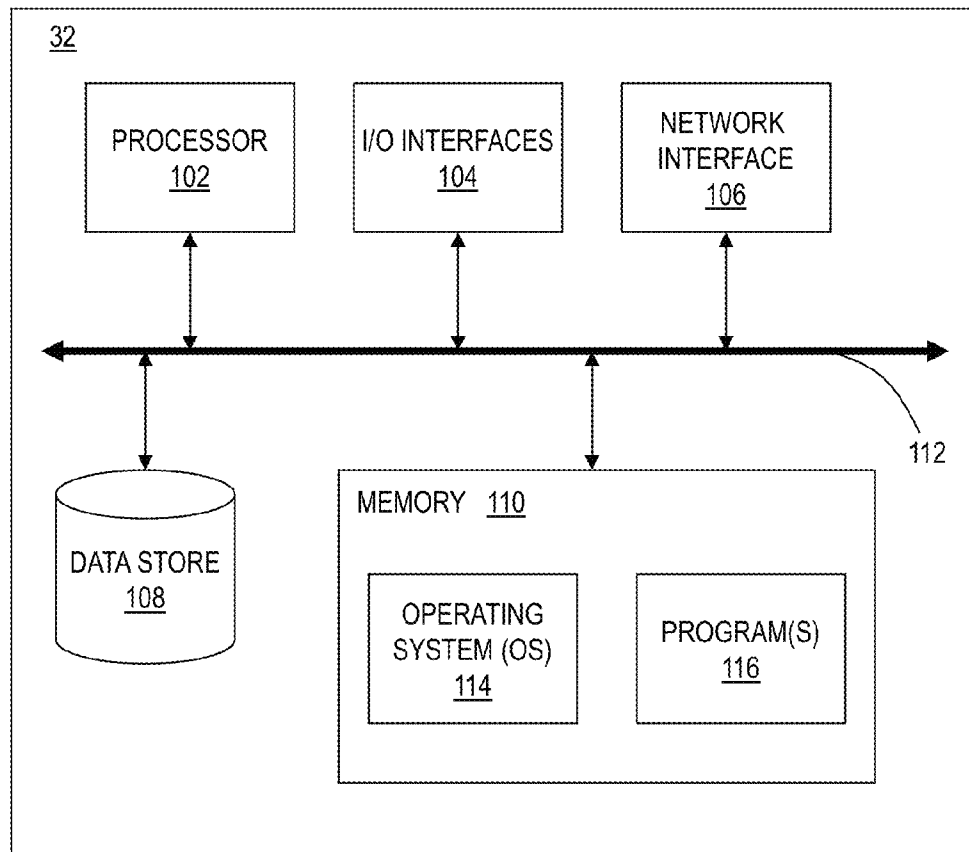 32
PROCESSOR
102
I/O INTERFACES
104
NETWORK
INTERFACE
106
112
DATA STORE
108
MEMORY 110
OPERATING
SYSTEM (OS)
114
PROGRAM(S)
116